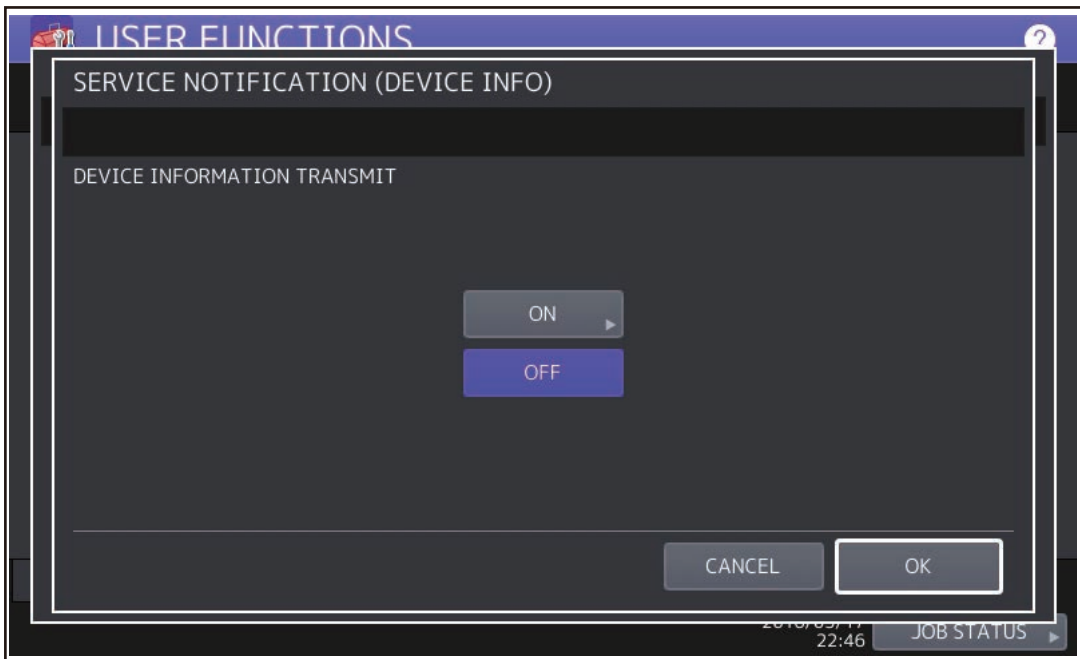 USER FUNCTIONS
?
SERVICE NOTIFICATION (DEVICE INFO)
DEVICE INFORMATION TRANSMIT
ON
OFF
CANCEL
OK
22:46
JOB STATUS